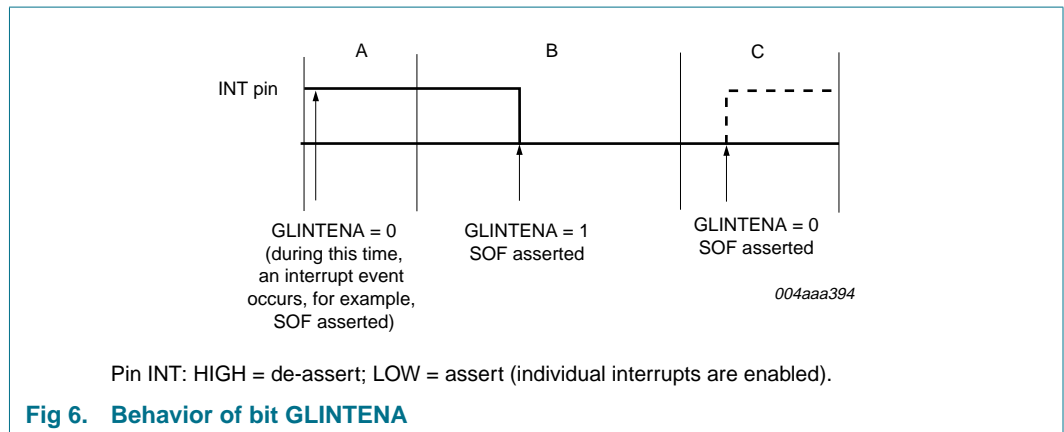 A
B
C
INT pin
GLINTENA = 0
(during this time,
an interrupt event
occurs, for example,
SOF asserted)
GLINTENA = 1
SOF asserted
GLINTENA = 0
SOF asserted
004aaa394
Pin INT: HIGH = de-assert; LOW = assert (individual interrupts are enabled).
Fig 6. Behavior of bit GLINTENA